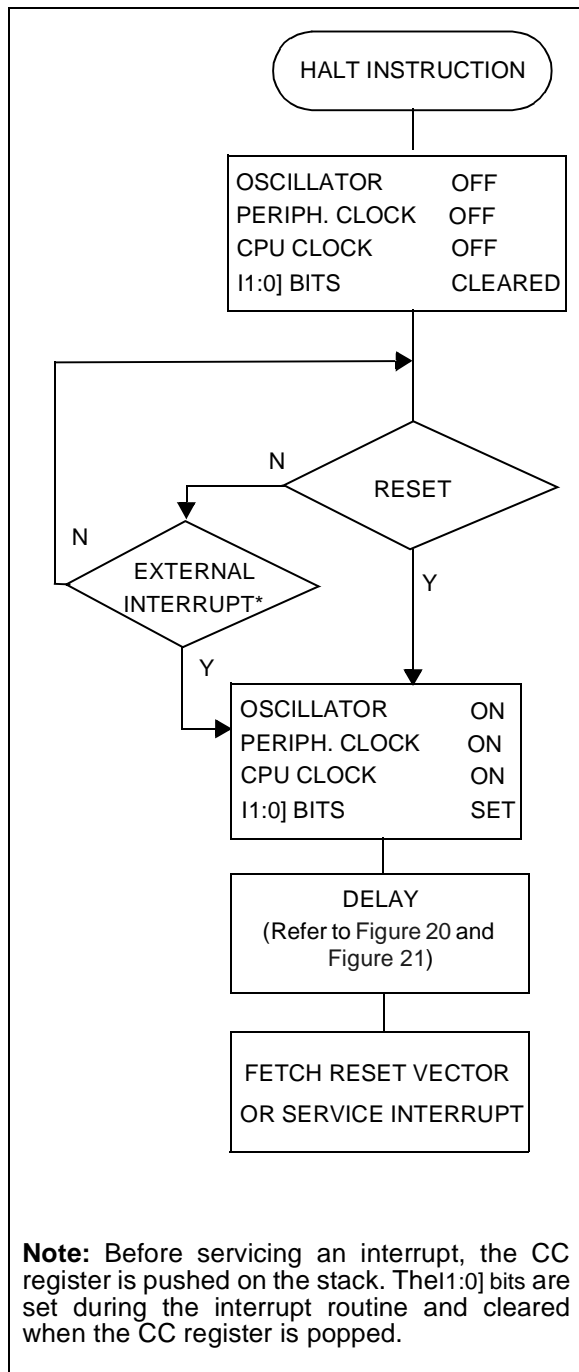 HALT INSTRUCTION
OSCILLATOR OFF
PERIPH. CLOCK OFF
CPU CLOCK OFF
I1:0] BITS CLEARED
N
RESET
N
EXTERNAL
INTERRUPT*
Y
Y
OSCILLATOR ON
PERIPH. CLOCK ON
CPU CLOCK ON
I1:0] BITS SET
DELAY
(Refer to Figure 20 and
Figure 21)
FETCH RESET VECTOR
OR SERVICE INTERRUPT
Note: Before servicing an interrupt, the CC
register is pushed on the stack. TheI1:0] bits are
set during the interrupt routine and cleared
when the CC register is popped.